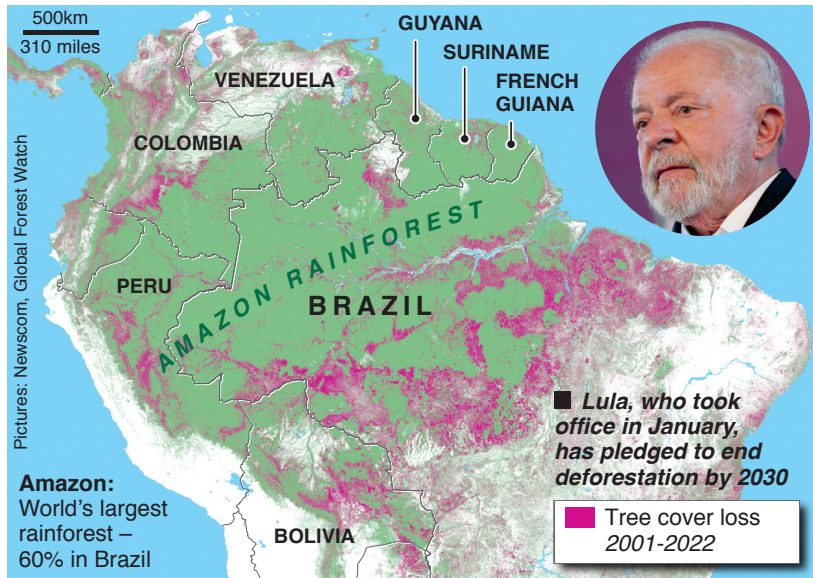 500km
310 miles
GUYANA
SURINAME
FRENCH
GUIANA
VENEZUELA
COLOMBIA
PERU
AMAZON RAINFOREST
BRAZIL
BOLIVIA
Pictures: Newscom, Global Forest Watch
Amazon:
World's largest
rainforest –
60% in Brazil
Lula, who took
office in January,
has pledged to end
deforestation by 2030
Tree cover loss
2001-2022